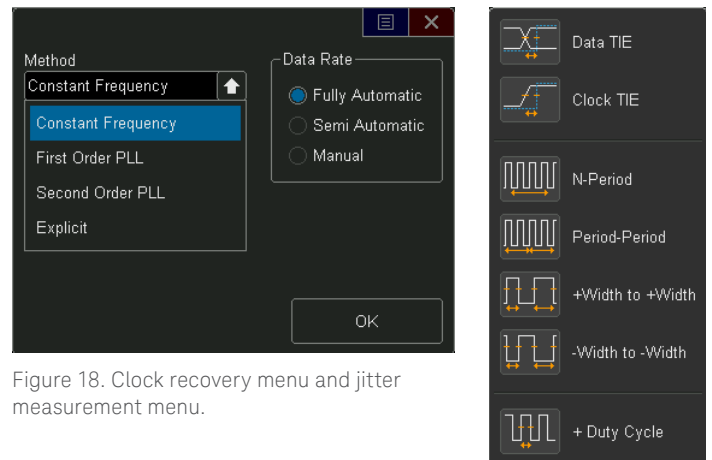 Method
Constant Frequency
Constant Frequency
First Order PLL
Second Order PLL
Explicit
Data Rate
Fully Automatic
Semi Automatic
Manual
OK
Figure 18. Clock recovery menu and jitter
measurement menu.
Data TIE
Clock TIE
N-Period
Period-Period
+Width to +Width
-Width to -Width
+ Duty Cycle